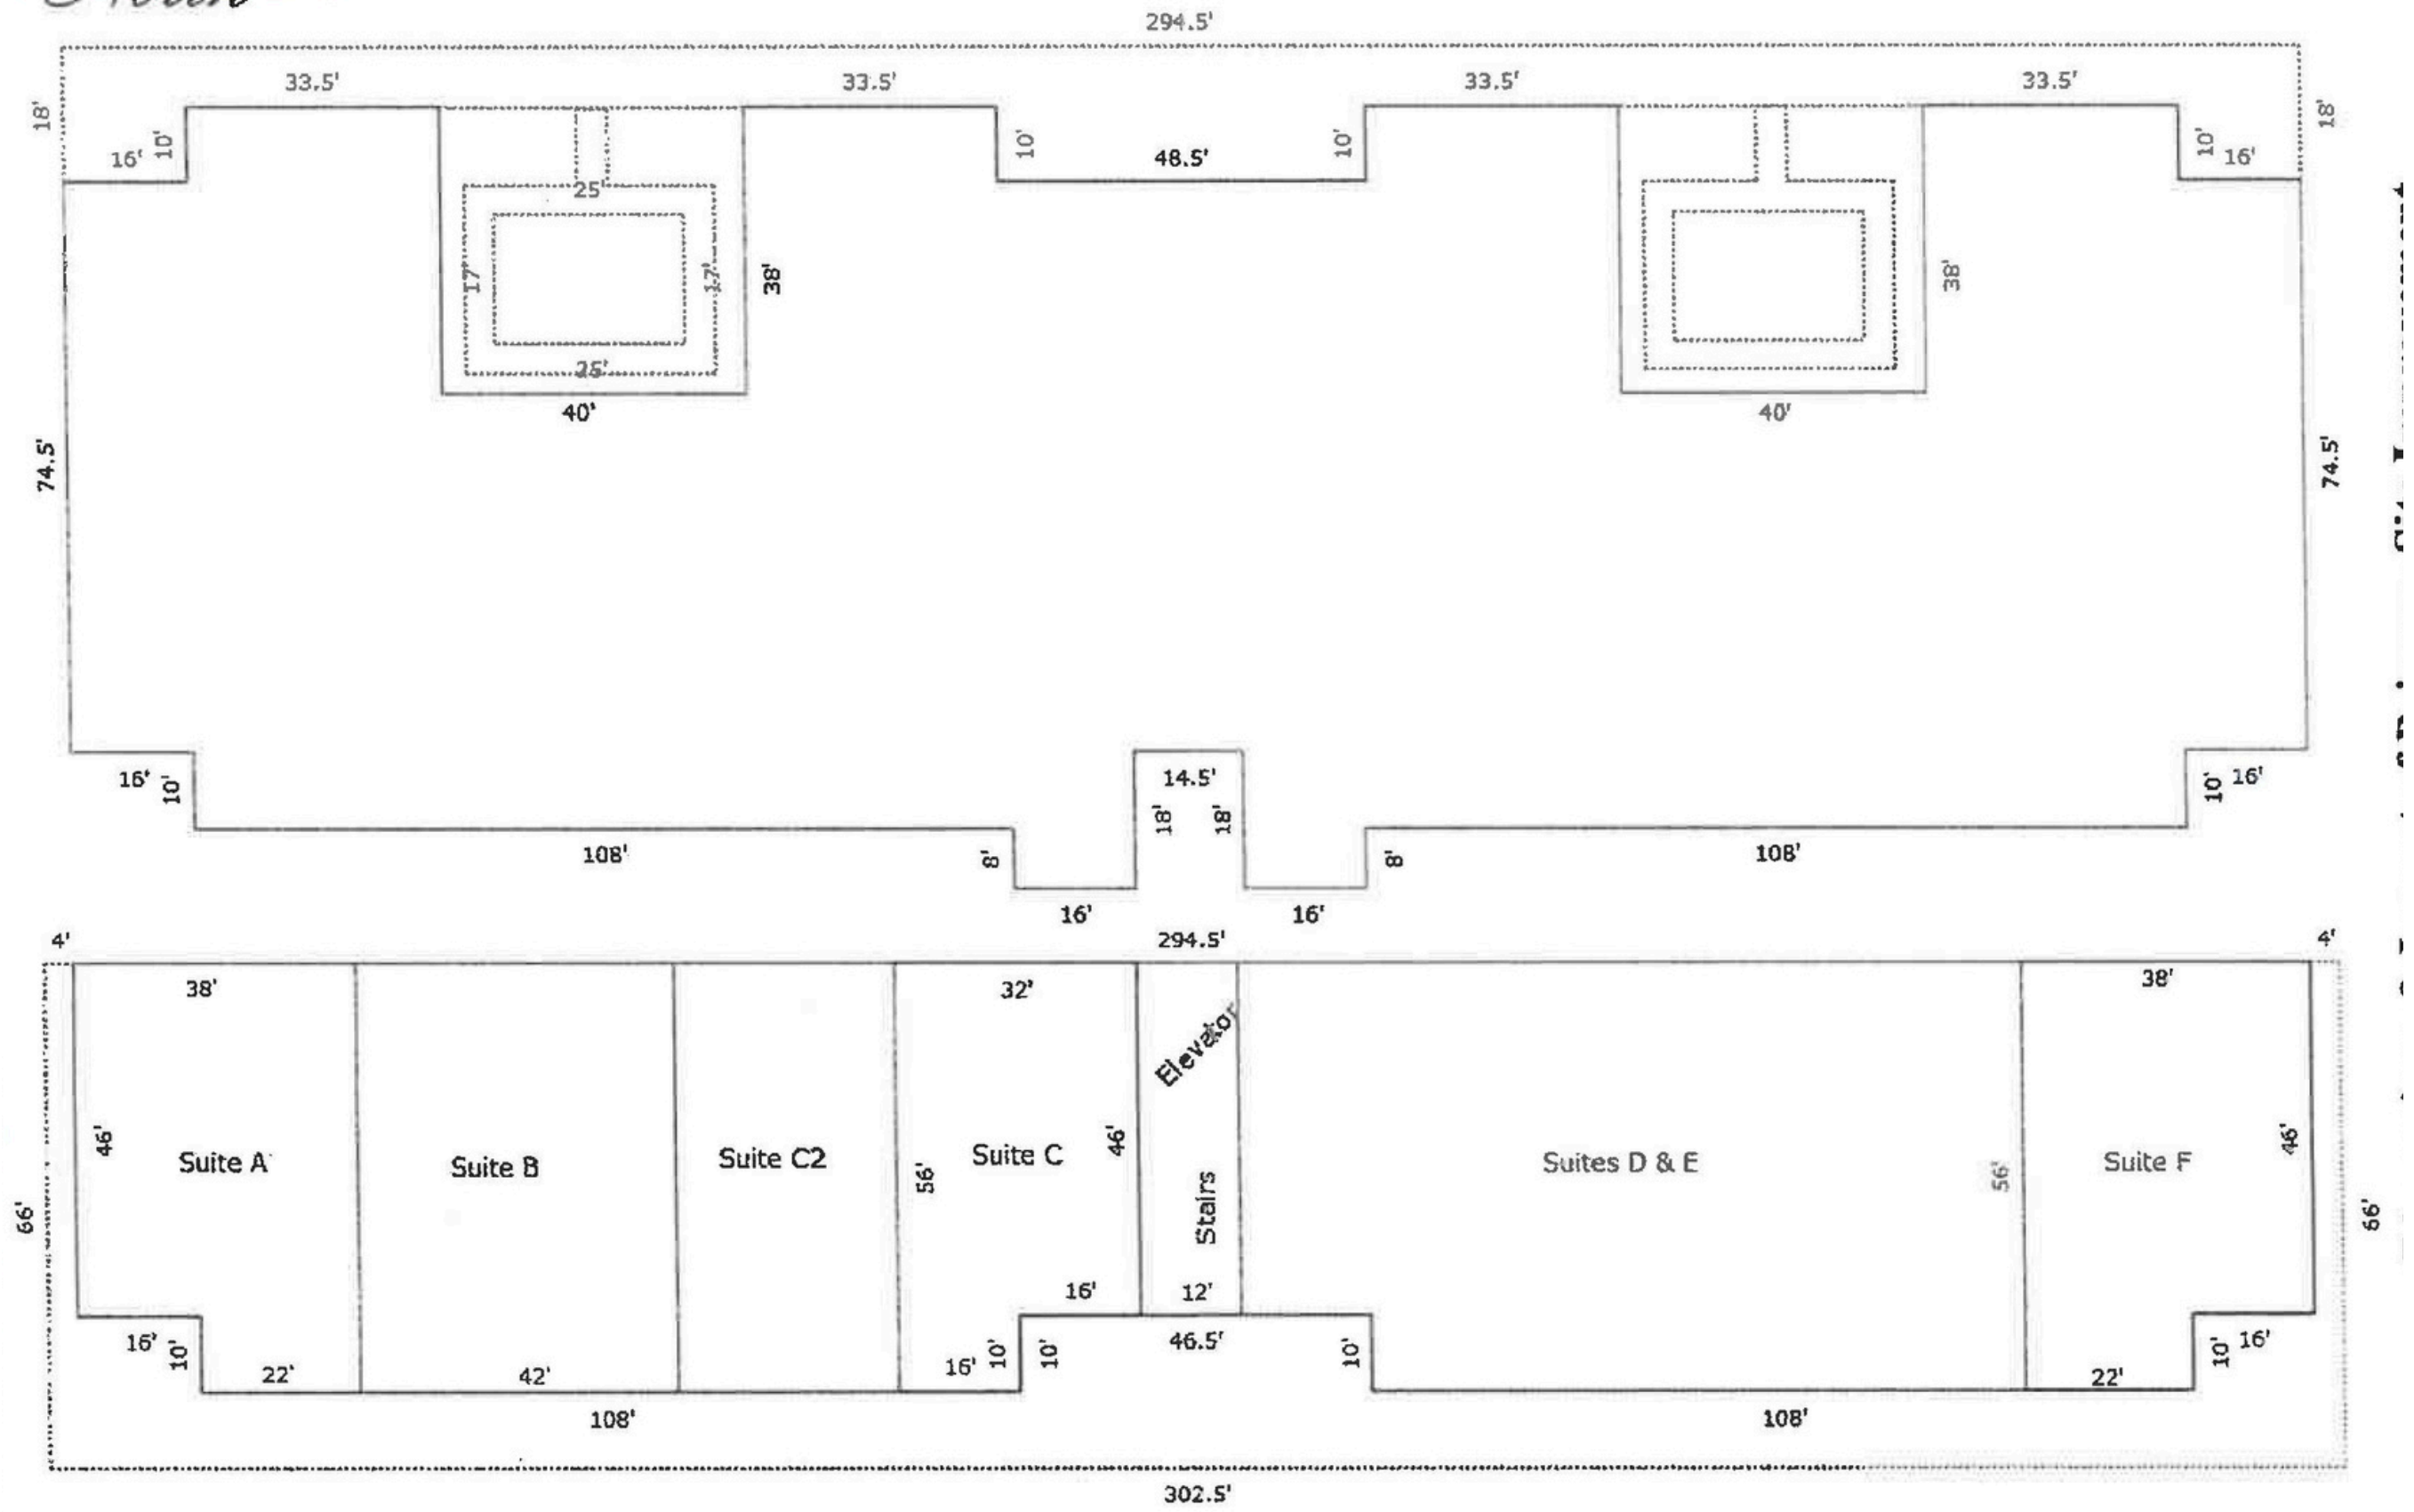 294.5'
33.5' 33.5' 33.5' 33.5'
18' 18'
16' 10' 10' 48.5' 10' 10' 16'
25'
17' 17' 38' 38'
25'
40' 40'
74.5' 74.5'
16' 10' 14.5' 10' 16'
18' 18'
108' 8' 8' 108'
16' 16'
4' 294.5' 4'
38' 32' 38'
Elevator
46' 46' 46'
Suite A Suite B Suite C2 Suite C Suites D & E Suite F
56' 56'
66' Stairs 66'
16' 12'
16' 10' 10' 10' 46.5' 10' 10' 16'
22' 42' 16' 22'
108' 108'
302.5'